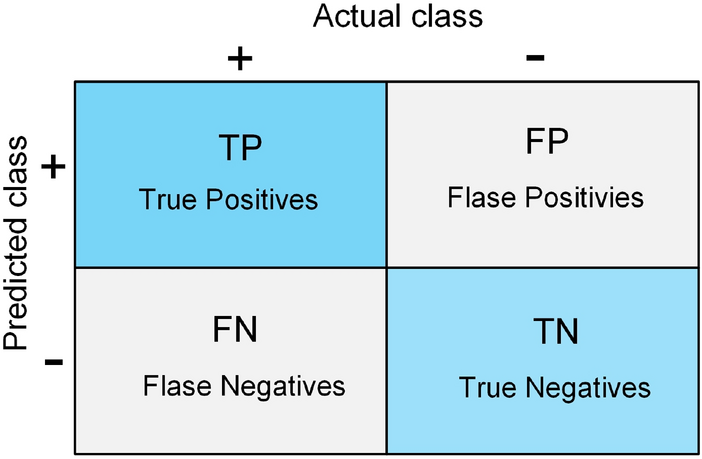 Actual class
+ -
Predicted class
+
TP
True Positives
FP
Flase Positivies
-
FN
Flase Negatives
TN
True Negatives